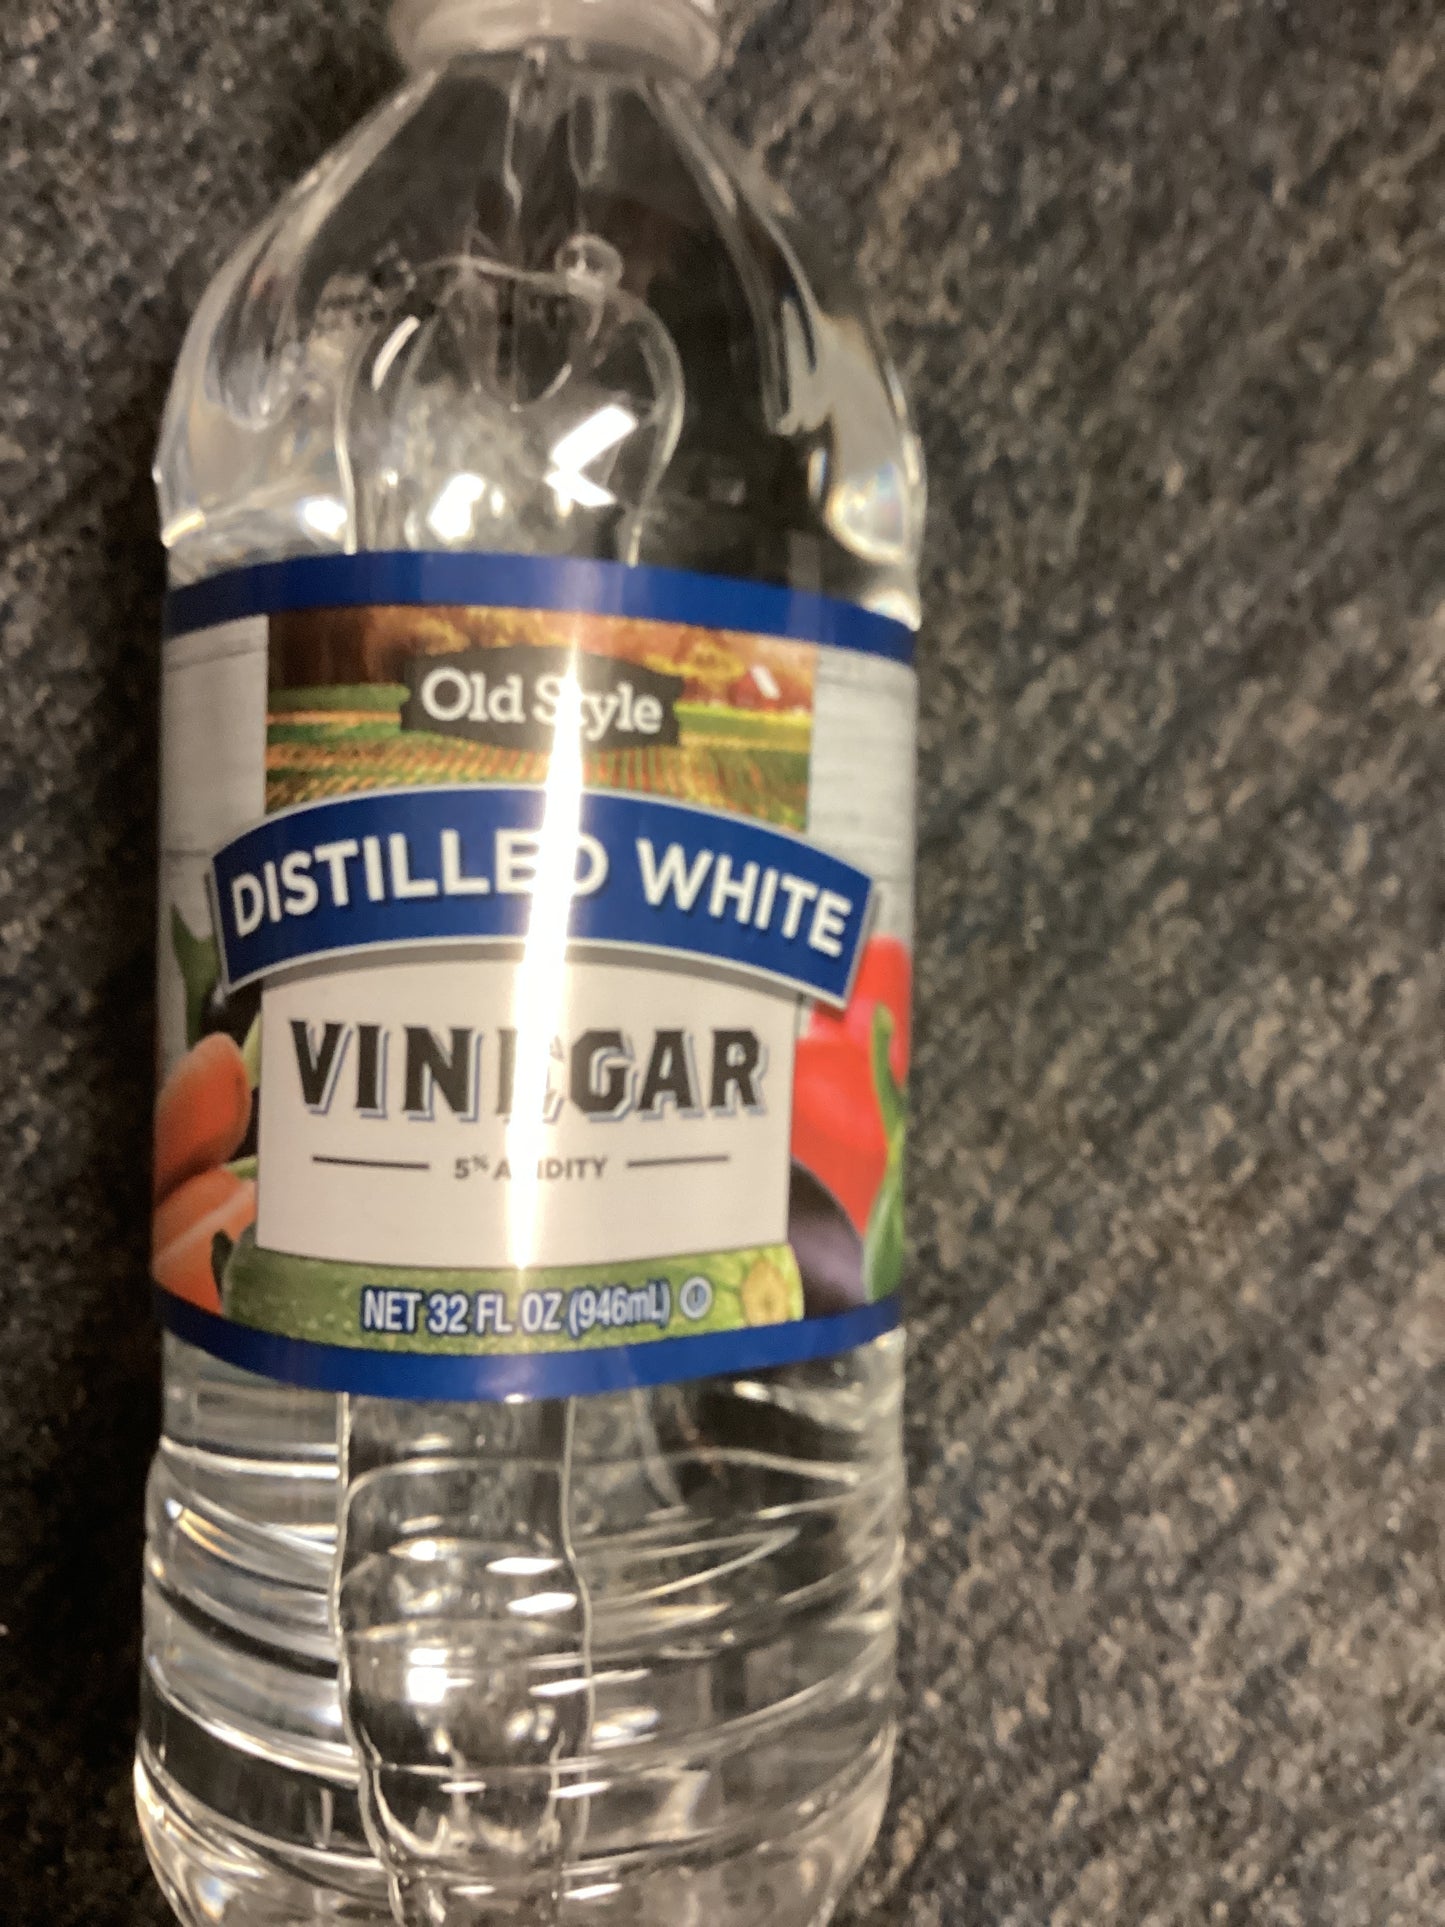 Old Style
DISTILLED WHITE
VINEGAR
5% ACIDITY
NET 32 FL OZ (946mL)